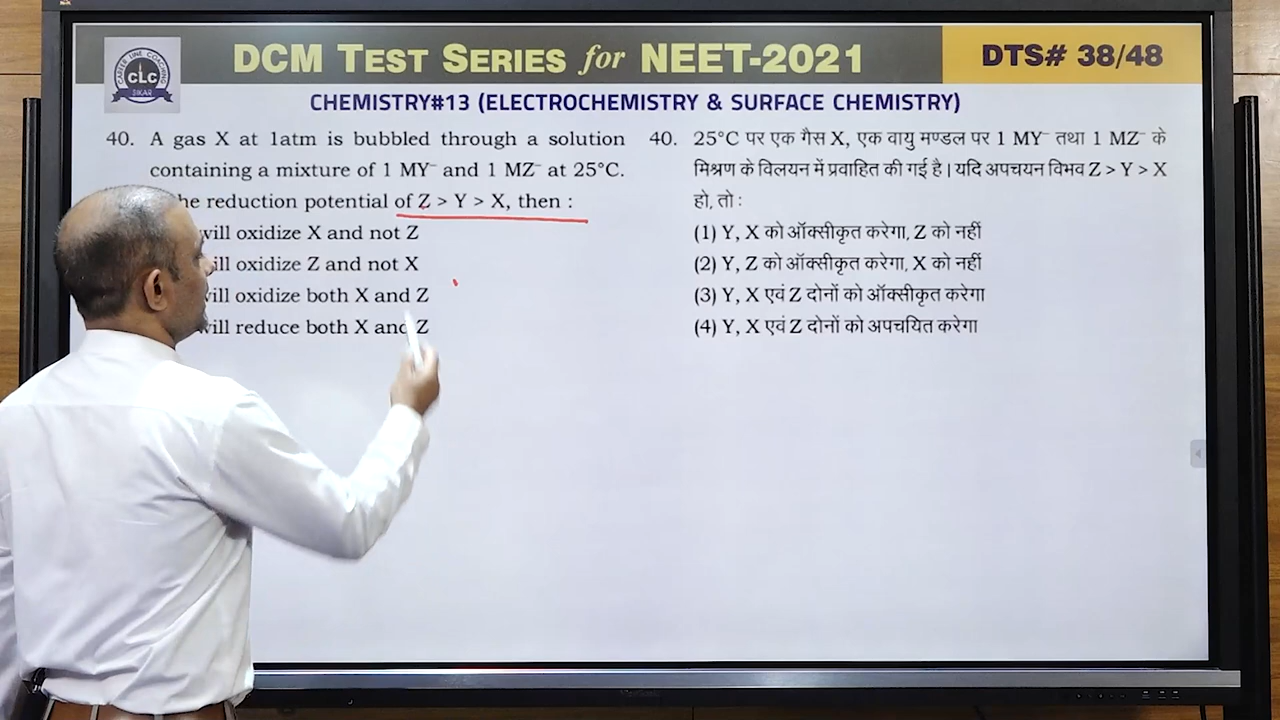 DCM TEST SERIES for NEET-2021
DTS# 38/48
CAREER LINE COACHING
CLC
SIKAR
CHEMISTRY#13 (ELECTROCHEMISTRY & SURFACE CHEMISTRY)
40. A gas X at 1atm is bubbled through a solution
containing a mixture of 1 MY⁻ and 1 MZ⁻ at 25°C.
he reduction potential of Z > Y > X, then :
will oxidize X and not Z
ill oxidize Z and not X
will oxidize both X and Z
will reduce both X and Z
40. 25°C पर एक गैस X, एक वायु मण्डल पर 1 MY⁻ तथा 1 MZ⁻ के
मिश्रण के विलयन में प्रवाहित की गई है। यदि अपचयन विभव Z > Y > X
हो, तो :
(1) Y, X को ऑक्सीकृत करेगा, Z को नहीं
(2) Y, Z को ऑक्सीकृत करेगा, X को नहीं
(3) Y, X एवं Z दोनों को ऑक्सीकृत करेगा
(4) Y, X एवं Z दोनों को अपचयित करेगा